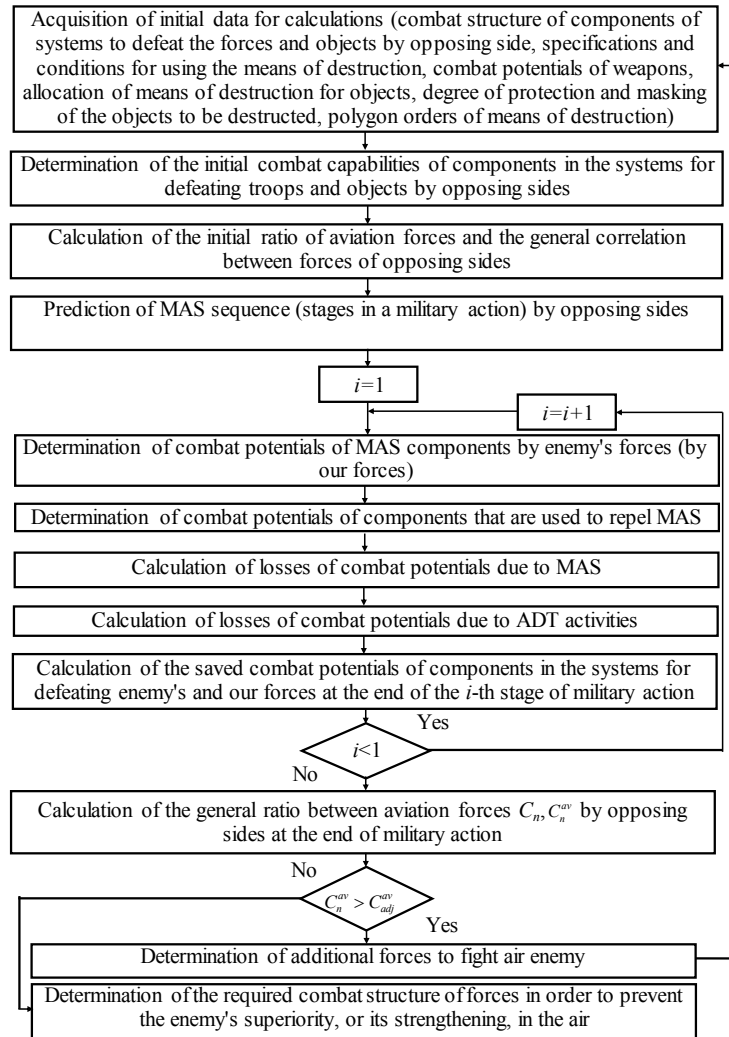 Acquisition of initial data for calculations (combat structure of components of
systems to defeat the forces and objects by opposing side, specifications and
conditions for using the means of destruction, combat potentials of weapons,
allocation of means of destruction for objects, degree of protection and masking
of the objects to be destructed, polygon orders of means of destruction)
Determination of the initial combat capabilities of components in the systems for
defeating troops and objects by opposing sides
Calculation of the initial ratio of aviation forces and the general correlation
between forces of opposing sides
Prediction of MAS sequence (stages in a military action) by opposing sides
i=1
i=i+1
Determination of combat potentials of MAS components by enemy's forces (by
our forces)
Determination of combat potentials of components that are used to repel MAS
Calculation of losses of combat potentials due to MAS
Calculation of losses of combat potentials due to ADT activities
Calculation of the saved combat potentials of components in the systems for
defeating enemy's and our forces at the end of the i-th stage of military action
Yes
i<1
No
Calculation of the general ratio between aviation forces C_n, C_n^{av} by opposing
sides at the end of military action
No
C_n^{av} > C_{adj}^{av}
Yes
Determination of additional forces to fight air enemy
Determination of the required combat structure of forces in order to prevent
the enemy's superiority, or its strengthening, in the air